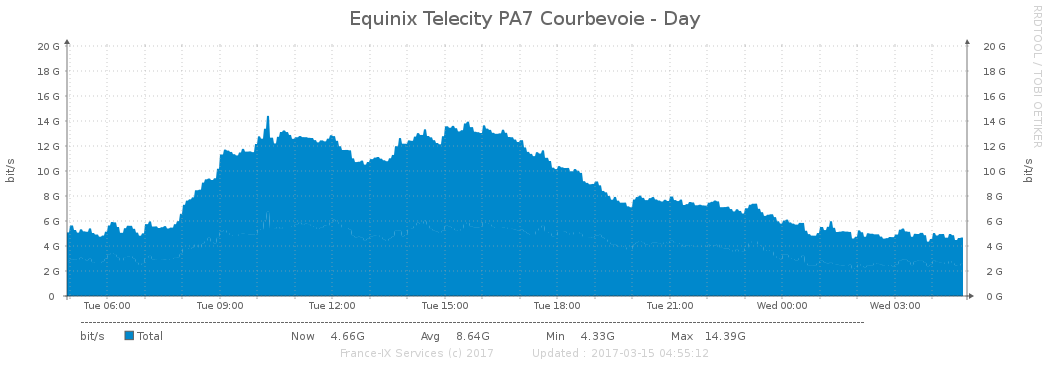 Equinix Telecity PA7 Courbevoie - Day
RRDTOOL / TOBI OETIKER
bit/s
20 G 20 G
18 G 18 G
16 G 16 G
14 G 14 G
12 G 12 G
10 G 10 G
8 G 8 G
6 G 6 G
4 G 4 G
2 G 2 G
0 0 G
bit/s
Tue 06:00 Tue 09:00 Tue 12:00 Tue 15:00 Tue 18:00 Tue 21:00 Wed 00:00 Wed 03:00
bit/s Total Now 4.66G Avg 8.64G Min 4.33G Max 14.39G
France-IX Services (c) 2017 Updated : 2017-03-15 04:55:12